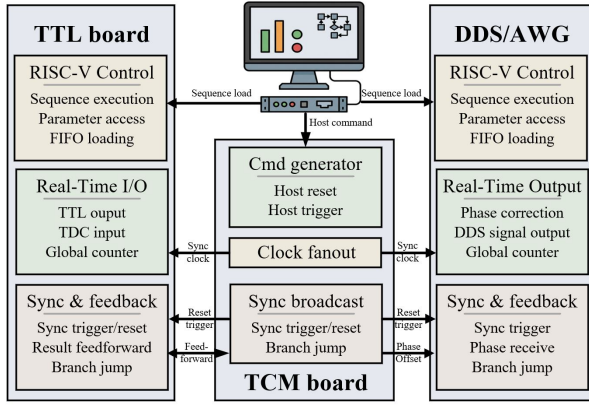 TTL board
RISC-V Control
Sequence execution
Parameter access
FIFO loading
Real-Time I/O
TTL ouput
TDC input
Global counter
Sync & feedback
Sync trigger/reset
Result feedforward
Branch jump
Sequence load
Sequence load
Host command
Sync
clock
Sync
clock
Reset
trigger
Reset
trigger
Feed-
forward
Phase
Offset
Cmd generator
Host reset
Host trigger
Clock fanout
Sync broadcast
Sync trigger/reset
Branch jump
TCM board
DDS/AWG
RISC-V Control
Sequence execution
Parameter access
FIFO loading
Real-Time Output
Phase correction
DDS signal output
Global counter
Sync & feedback
Sync trigger
Phase receive
Branch jump